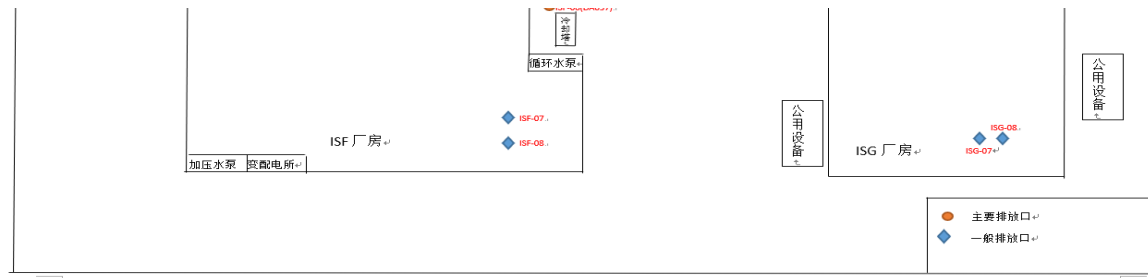 冷却塔
循环水泵
公用设备
ISF-07
公用设备
ISG-08
ISF 厂房
ISF-08
ISG 厂房
ISG-07
加压水泵
变配电所
主要排放口
一般排放口